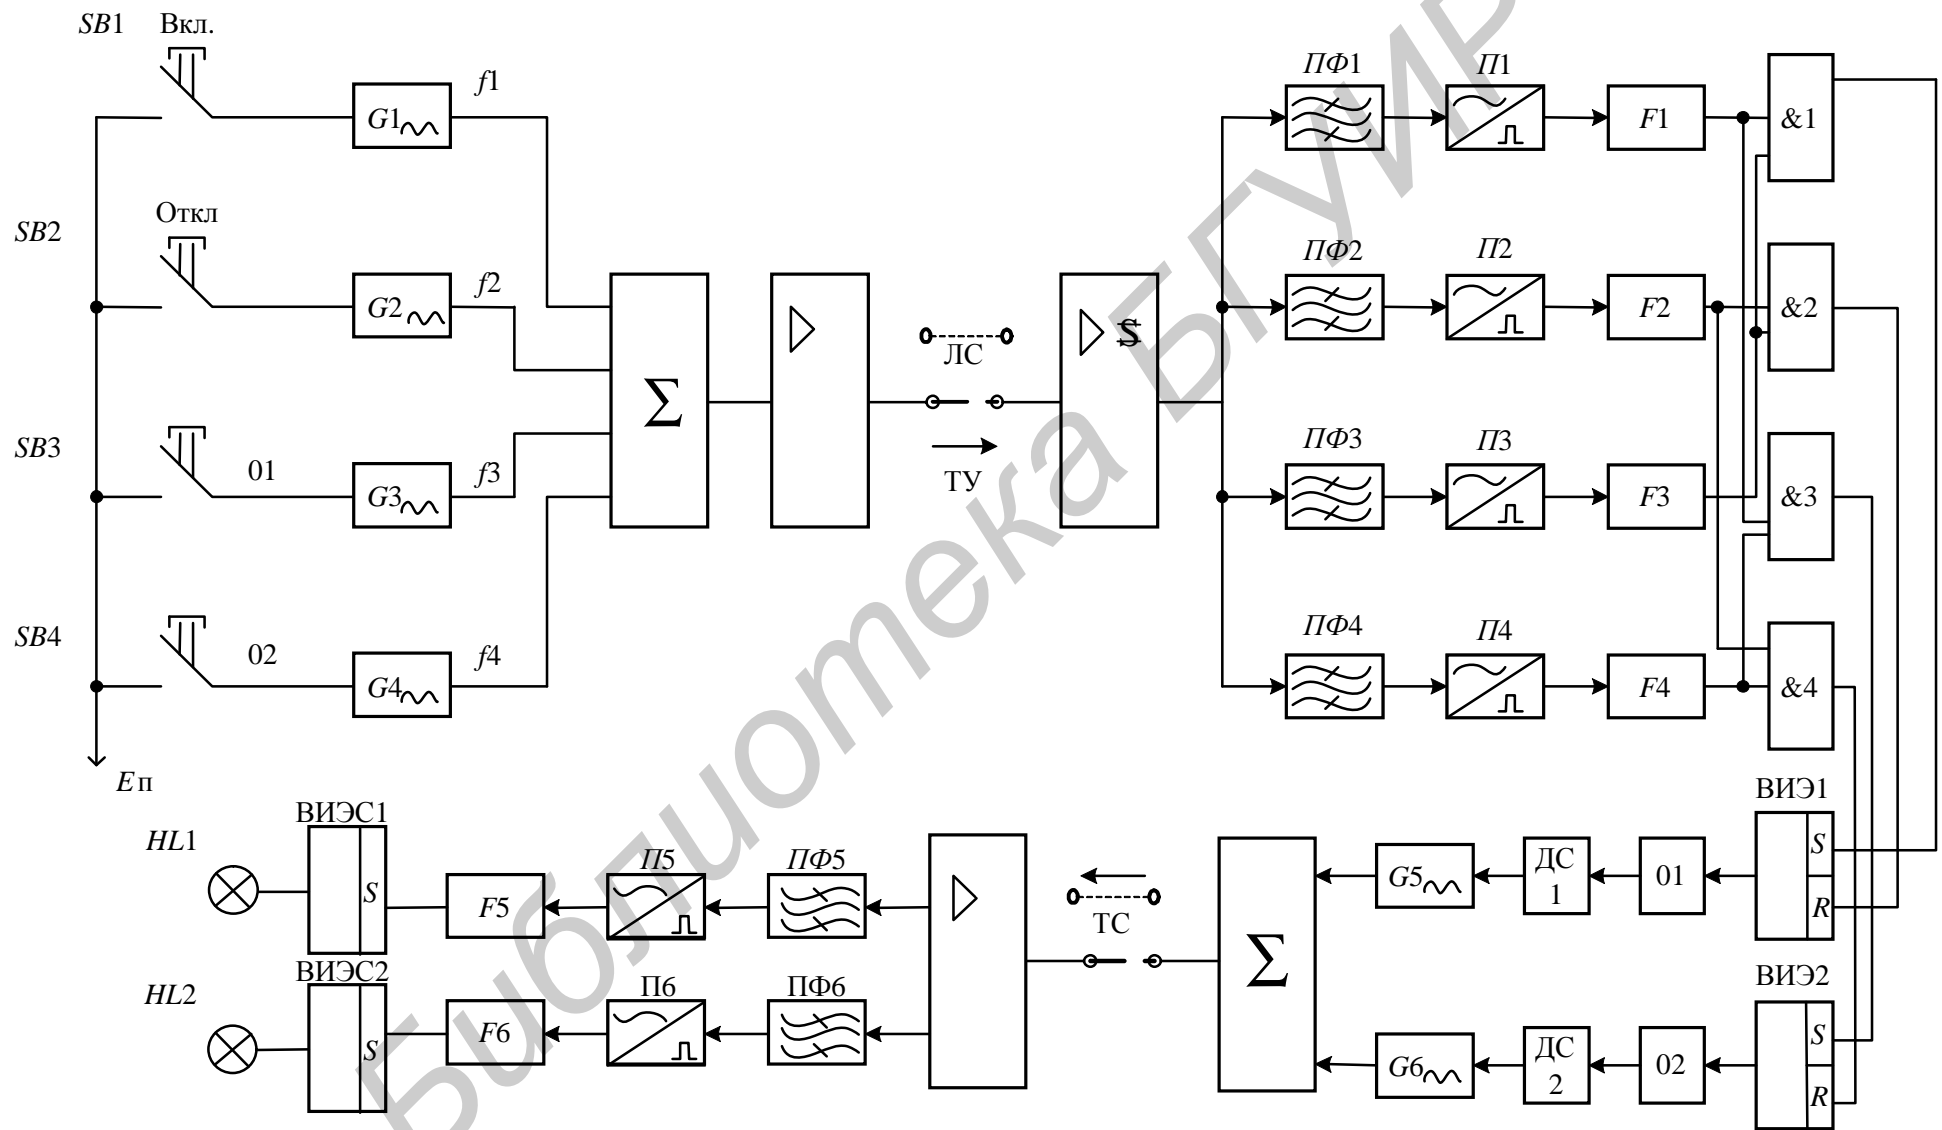 SB1 Вкл.
G1 f1
ПФ1 П1 F1 &1
SB2 Откл
G2 f2
ПФ2 П2 F2 &2
Σ
ЛС
ТУ
S
SB3 01
G3 f3
ПФ3 П3 F3 &3
SB4 02
G4 f4
ПФ4 П4 F4 &4
Eп
HL1 ВИЭС1
S
F5 П5 ПФ5
ТС
Σ
G5 ДС 1 01
ВИЭ1
S
R
HL2 ВИЭС2
S
F6 П6 ПФ6
G6 ДС 2 02
ВИЭ2
S
R
Библиотека БГУИР